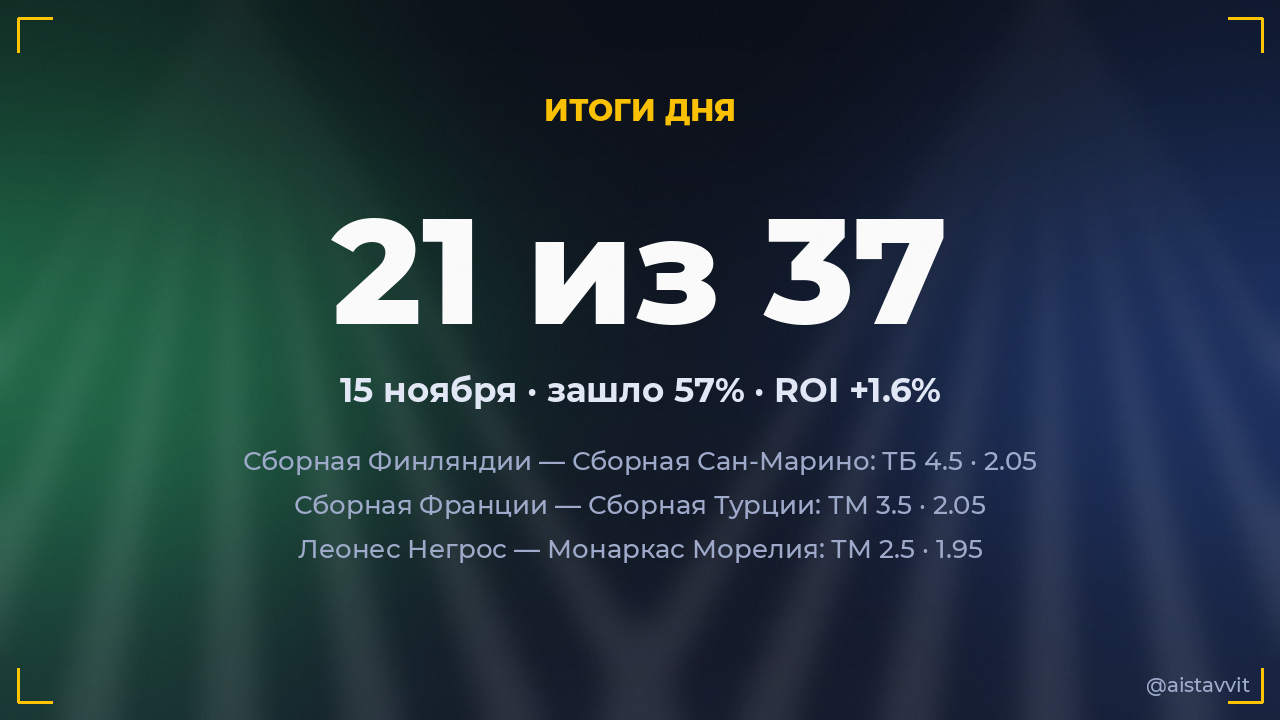 ИТОГИ ДНЯ
21 из 37
15 ноября · зашло 57% · ROI +1.6%
Сборная Финляндии — Сборная Сан-Марино: ТБ 4.5 · 2.05
Сборная Франции — Сборная Турции: ТМ 3.5 · 2.05
Леонес Негрос — Монаркас Морелия: ТМ 2.5 · 1.95
@aistavvit